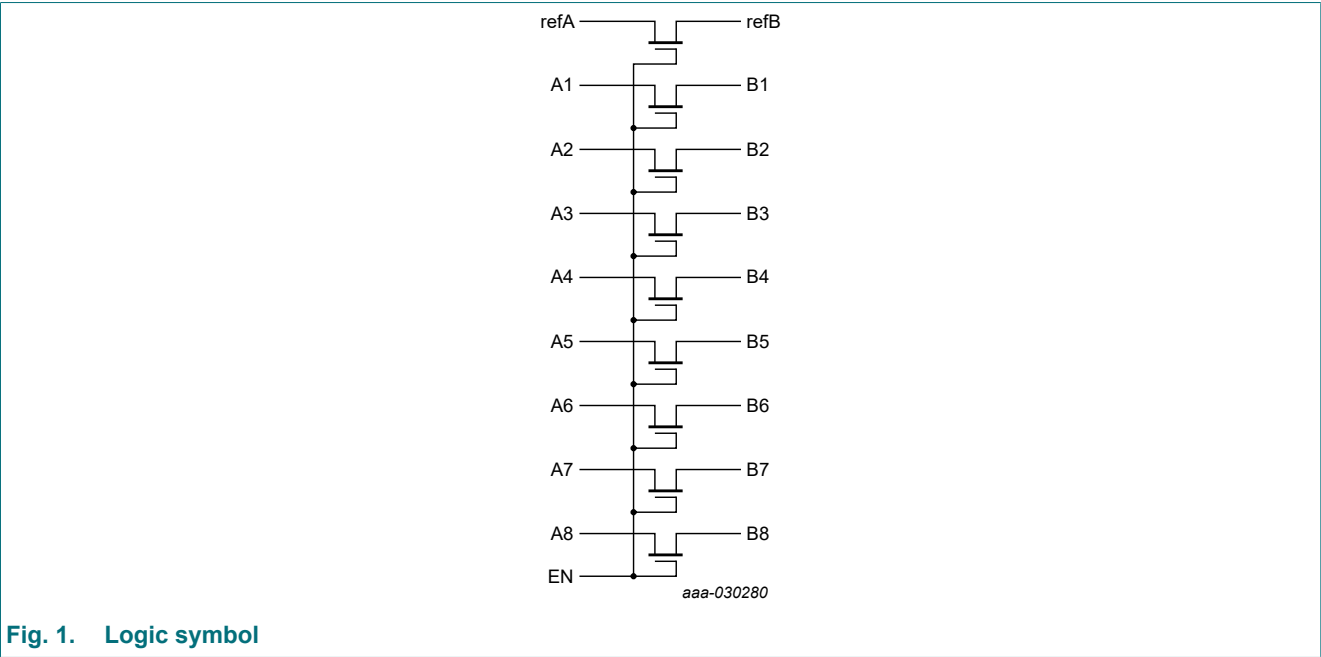 refA refB
A1 B1
A2 B2
A3 B3
A4 B4
A5 B5
A6 B6
A7 B7
A8 B8
EN
aaa-030280
Fig. 1. Logic symbol